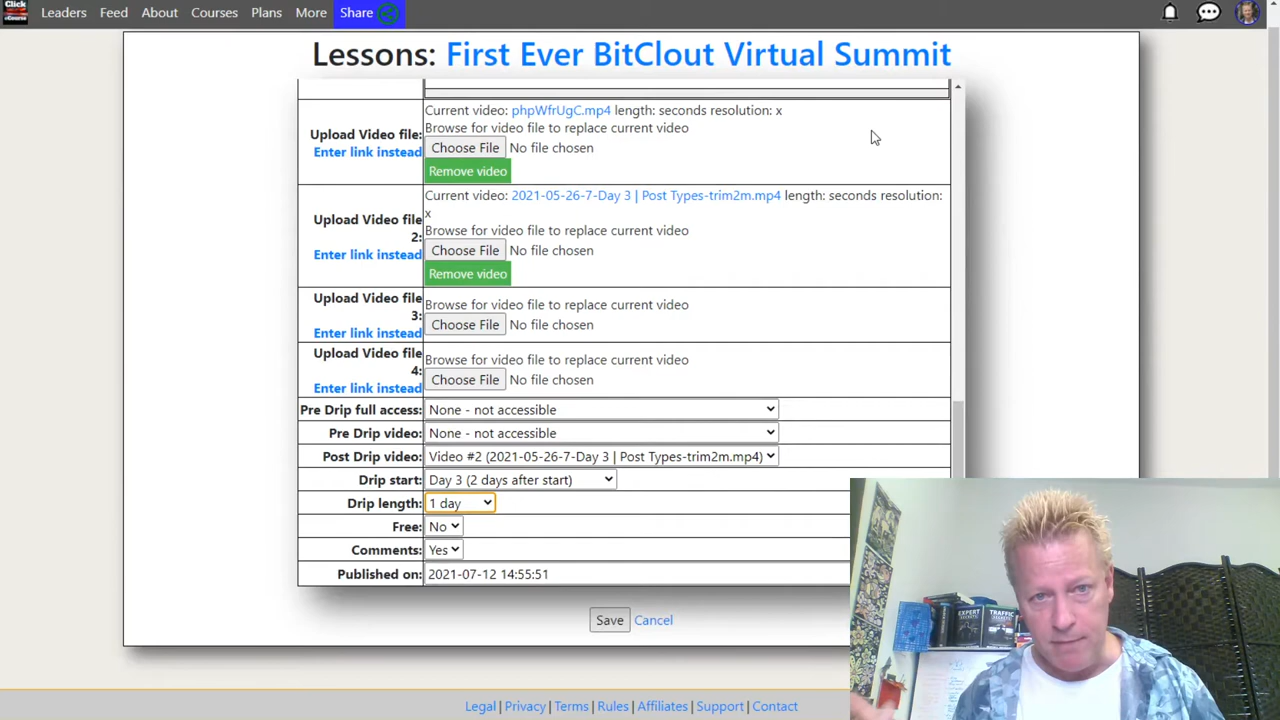 Click eCourse
Leaders Feed About Courses Plans More Share
Lessons: First Ever BitClout Virtual Summit
Upload Video file: Enter link instead
Current video: phpWfrUgC.mp4 length: seconds resolution: x
Browse for video file to replace current video
Choose File No file chosen
Remove video
Upload Video file 2: Enter link instead
Current video: 2021-05-26-7-Day 3 | Post Types-trim2m.mp4 length: seconds resolution:
x
Browse for video file to replace current video
Choose File No file chosen
Remove video
Upload Video file 3: Enter link instead
Browse for video file to replace current video
Choose File No file chosen
Upload Video file 4: Enter link instead
Browse for video file to replace current video
Choose File No file chosen
Pre Drip full access: None - not accessible
Pre Drip video: None - not accessible
Post Drip video: Video #2 (2021-05-26-7-Day 3 | Post Types-trim2m.mp4)
Drip start: Day 3 (2 days after start)
Drip length: 1 day
Free: No
Comments: Yes
Published on: 2021-07-12 14:55:51
Save Cancel
EXPERT SECRETS
TRAFFIC SECRETS
Legal | Privacy | Terms | Rules | Affiliates | Support | Contact